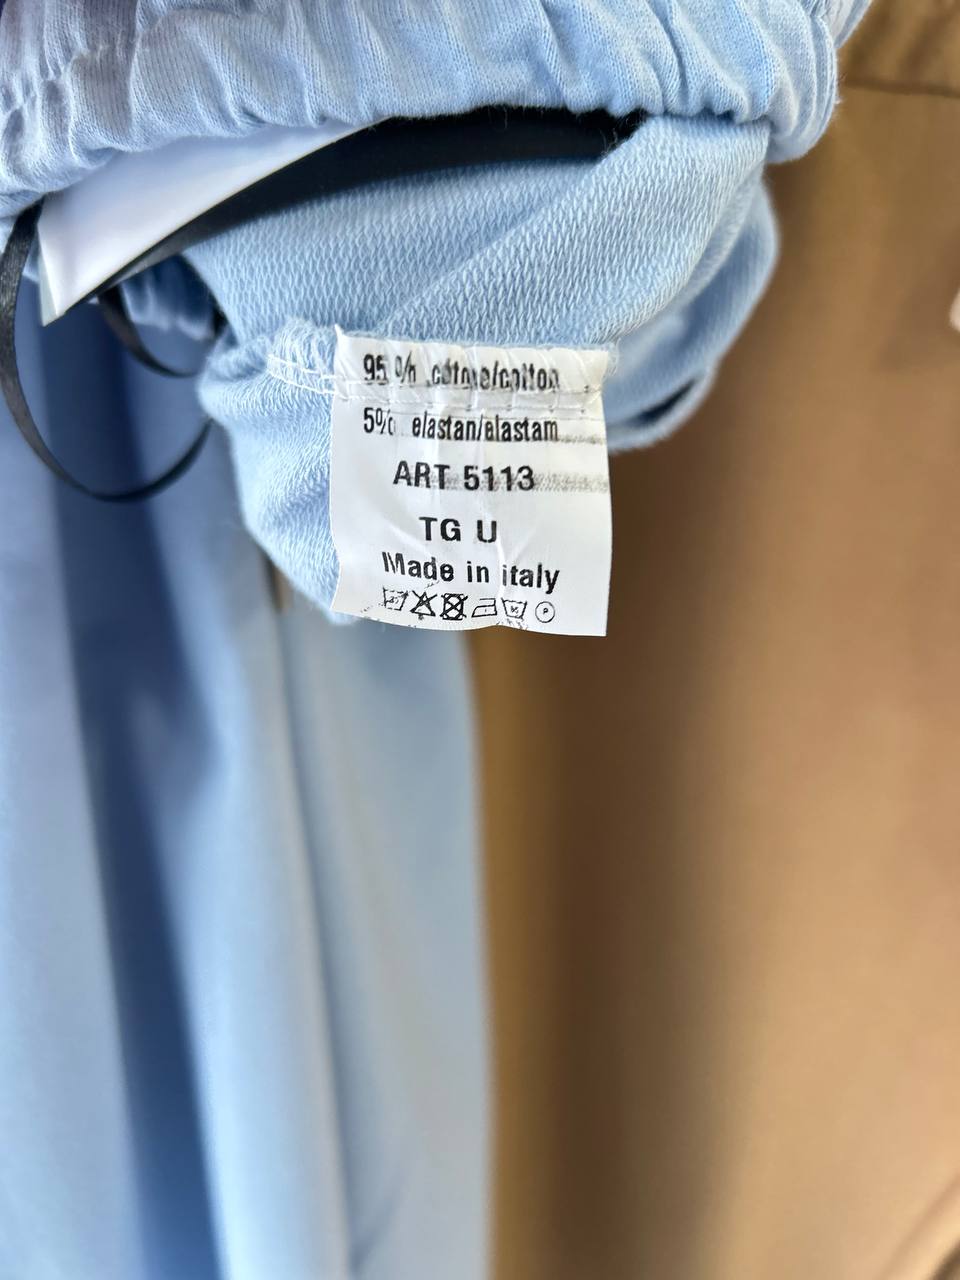 95 % cotone/cotton
5% elastan/elastam
ART 5113
TG U
Made in italy